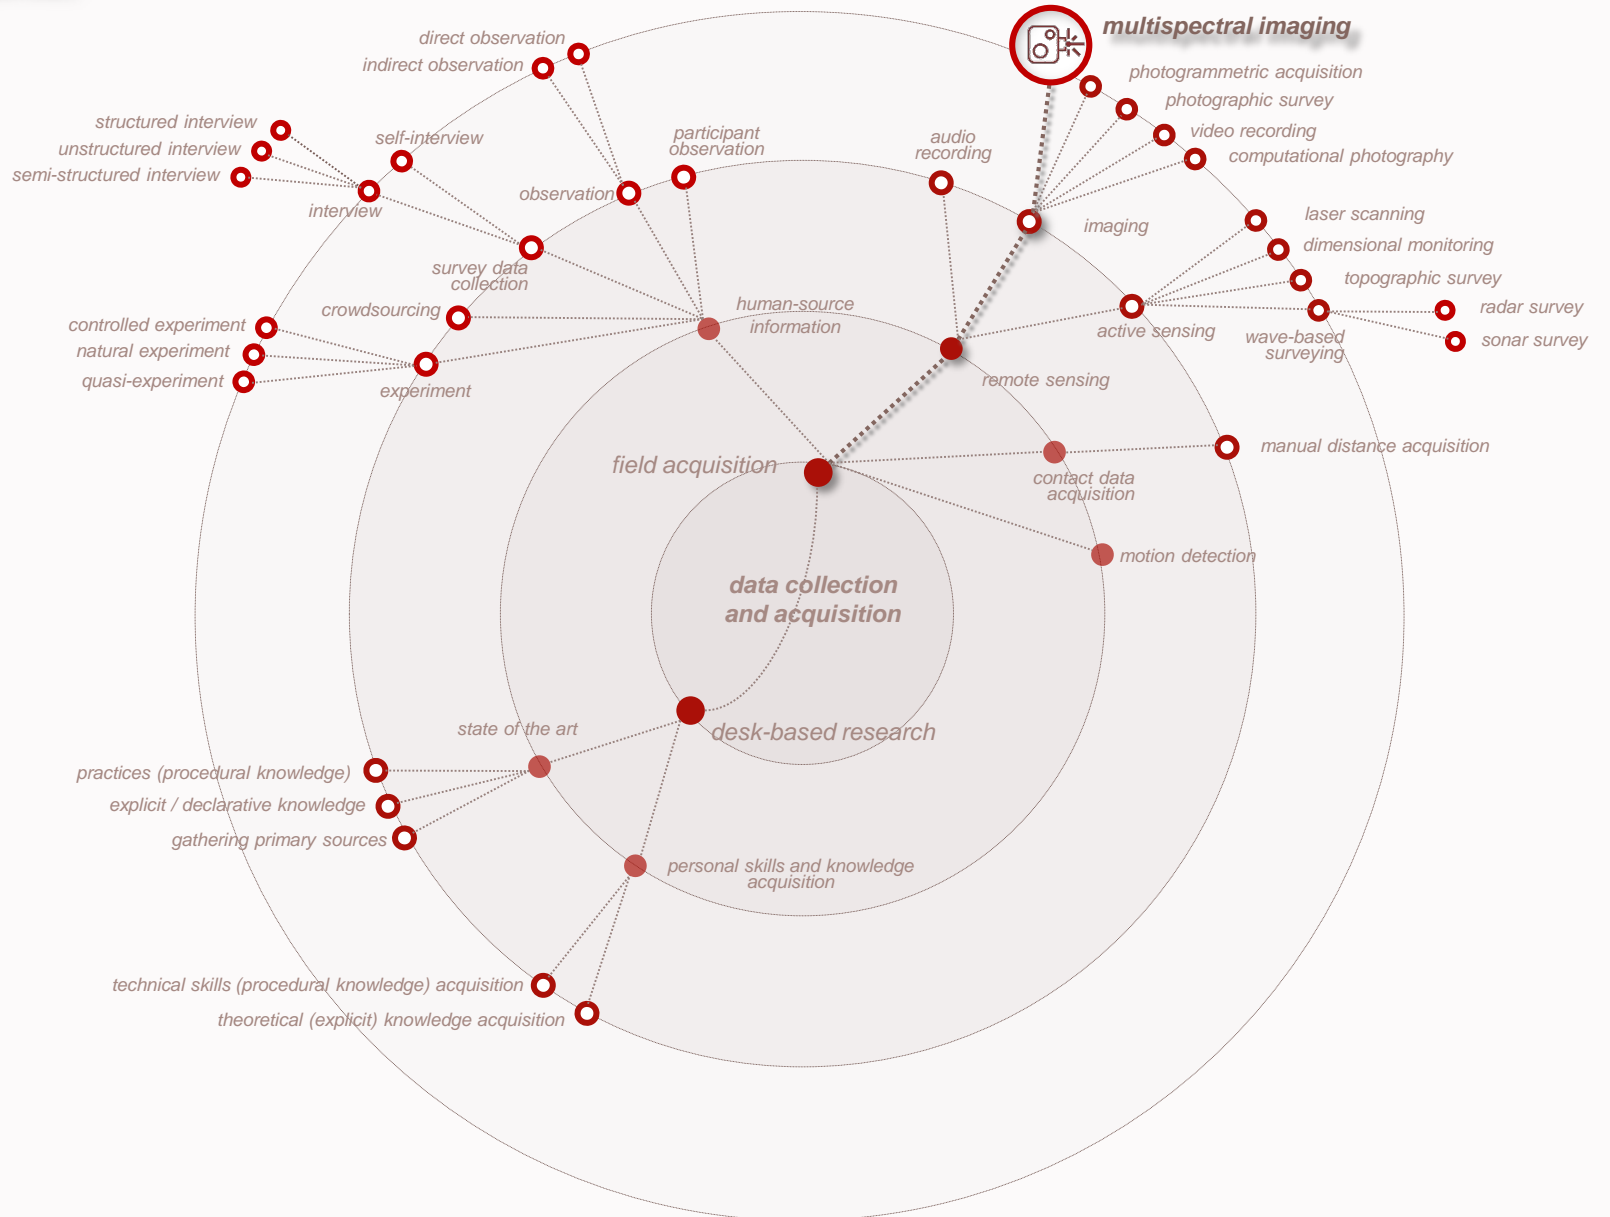 multispectral imaging
direct observation
indirect observation
photogrammetric acquisition
photographic survey
structured interview
self-interview
participant
observation
audio
recording
video recording
unstructured interview
computational photography
semi-structured interview
observation
interview
imaging
laser scanning
dimensional monitoring
survey data
collection
topographic survey
crowdsourcing
human-source
information
radar survey
controlled experiment
active sensing
wave-based
surveying
sonar survey
natural experiment
quasi-experiment
experiment
remote sensing
field acquisition
manual distance acquisition
contact data
acquisition
motion detection
data collection
and acquisition
state of the art
desk-based research
practices (procedural knowledge)
explicit / declarative knowledge
gathering primary sources
personal skills and knowledge
acquisition
technical skills (procedural knowledge) acquisition
theoretical (explicit) knowledge acquisition